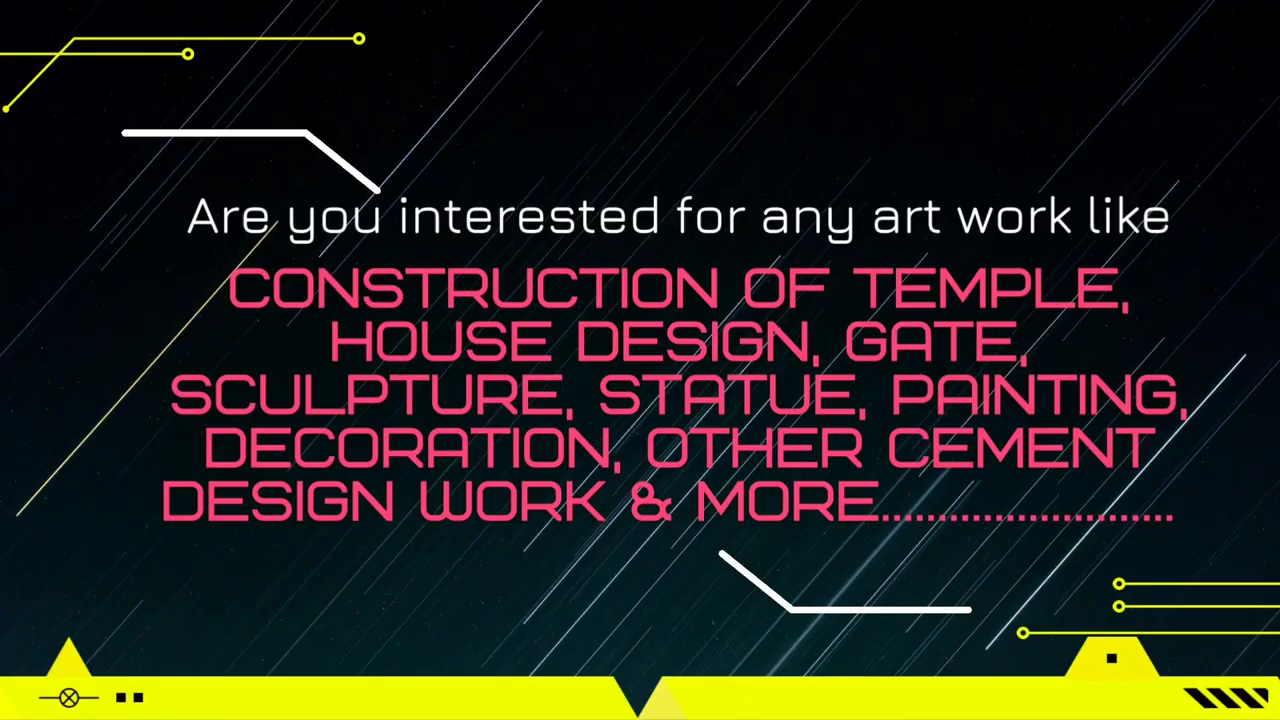 Are you interested for any art work like
CONSTRUCTION OF TEMPLE,
HOUSE DESIGN, GATE,
SCULPTURE, STATUE, PAINTING,
DECORATION, OTHER CEMENT
DESIGN WORK & MORE..........................